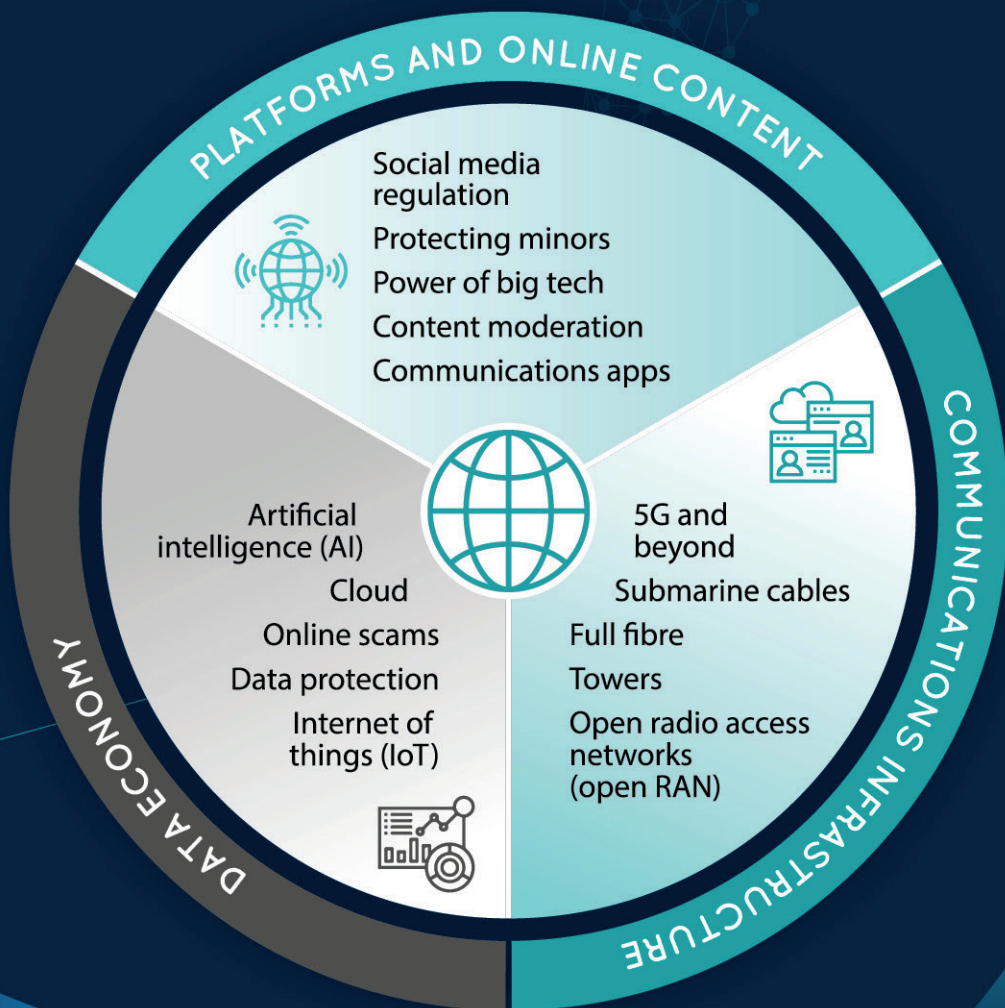 PLATFORMS AND ONLINE CONTENT
Social media
regulation
Protecting minors
Power of big tech
Content moderation
Communications apps
COMMUNICATIONS INFRASTRUCTURE
5G and
beyond
Submarine cables
Full fibre
Towers
Open radio access
networks
(open RAN)
DATA ECONOMY
Artificial
intelligence (AI)
Cloud
Online scams
Data protection
Internet of
things (IoT)